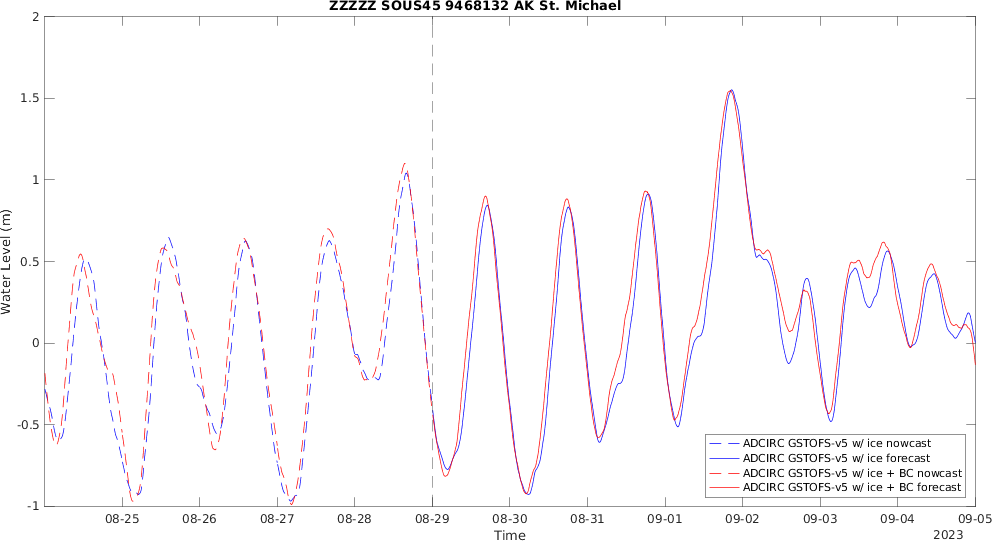 ZZZZZ SOUS45 9468132 AK St. Michael
2
1.5
1
0.5
0
-0.5
-1
Water Level (m)
08-25 08-26 08-27 08-28 08-29 08-30 08-31 09-01 09-02 09-03 09-04 09-05
Time
2023
ADCIRC GSTOFS-v5 w/ ice nowcast
ADCIRC GSTOFS-v5 w/ ice forecast
ADCIRC GSTOFS-v5 w/ ice + BC nowcast
ADCIRC GSTOFS-v5 w/ ice + BC forecast